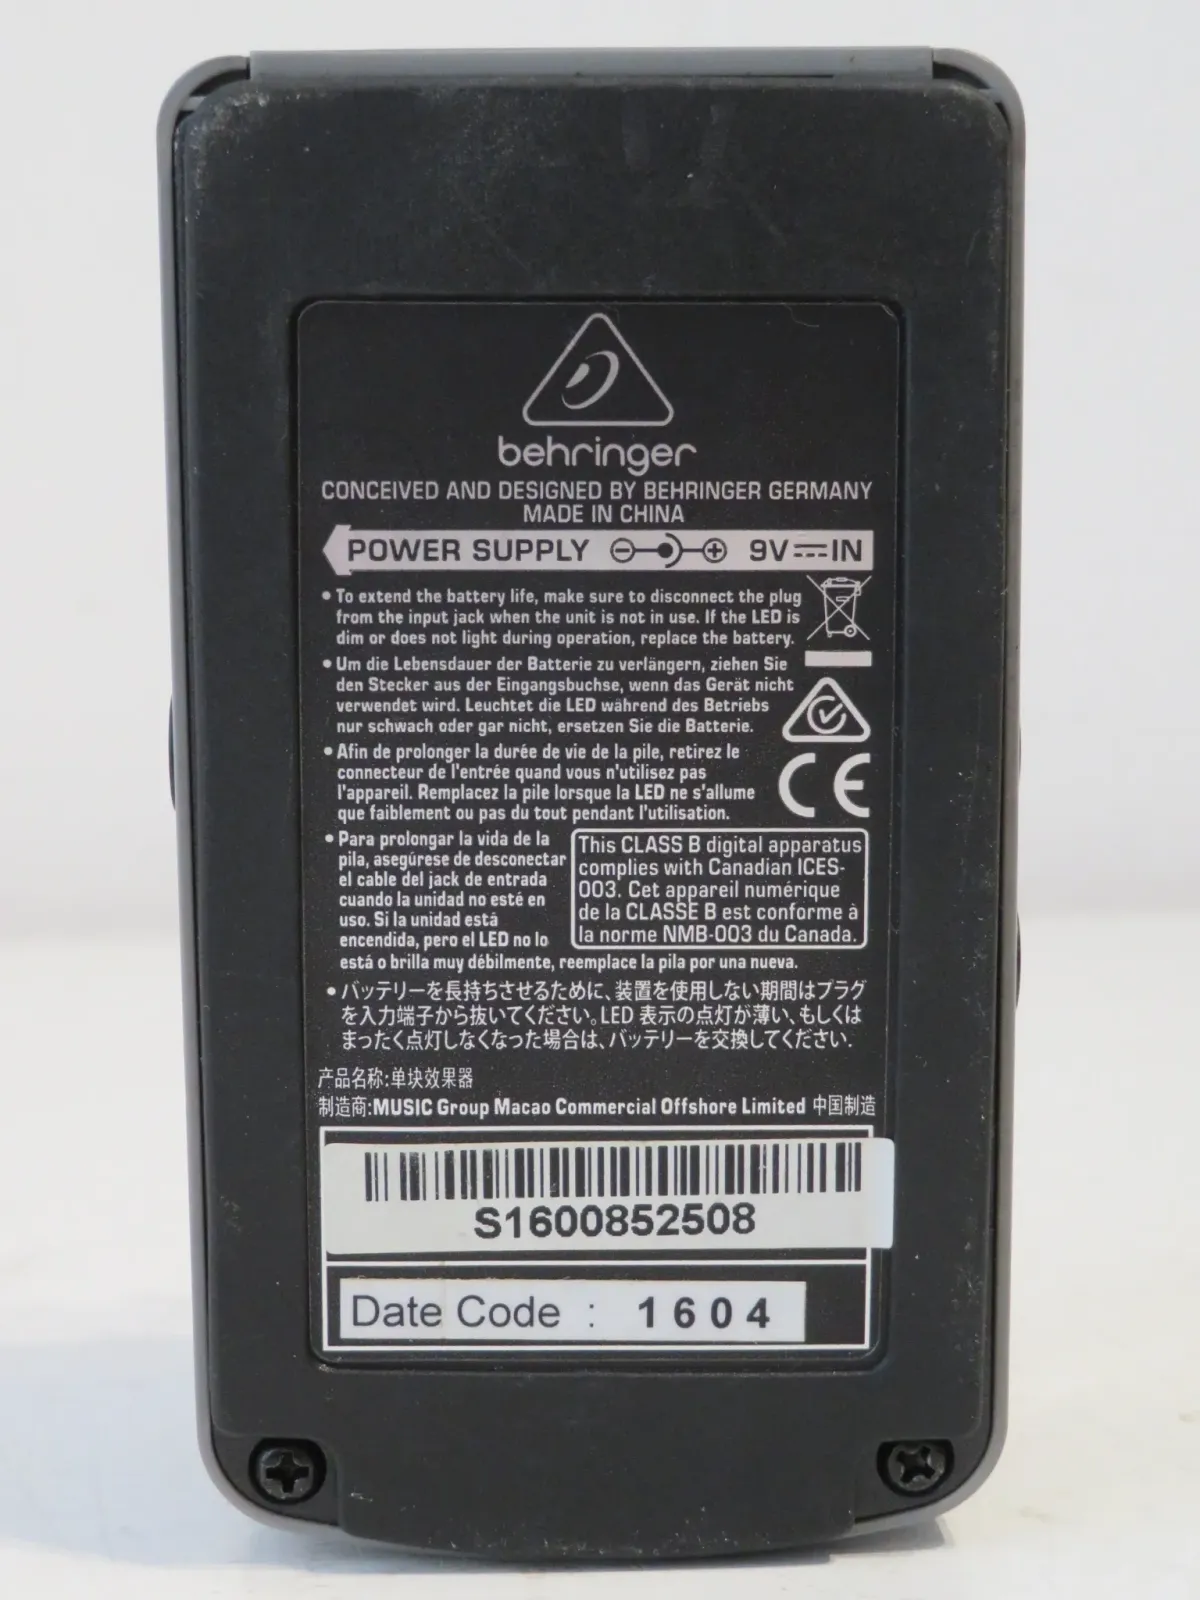 behringer
CONCEIVED AND DESIGNED BY BEHRINGER GERMANY
MADE IN CHINA
POWER SUPPLY 9V IN
• To extend the battery life, make sure to disconnect the plug
from the input jack when the unit is not in use. If the LED is
dim or does not light during operation, replace the battery.
• Um die Lebensdauer der Batterie zu verlängern, ziehen Sie
den Stecker aus der Eingangsbuchse, wenn das Gerät nicht
verwendet wird. Leuchtet die LED während des Betriebs
nur schwach oder gar nicht, ersetzen Sie die Batterie.
• Afin de prolonger la durée de vie de la pile, retirez le
connecteur de l'entrée quand vous n'utilisez pas
l'appareil. Remplacez la pile lorsque la LED ne s'allume
que faiblement ou pas du tout pendant l'utilisation.
CE
• Para prolongar la vida de la
pila, asegúrese de desconectar
el cable del jack de entrada
cuando la unidad no esté en
uso. Si la unidad está
encendida, pero el LED no lo
está o brilla muy débilmente, reemplace la pila por una nueva.
This CLASS B digital apparatus
complies with Canadian ICES-
003. Cet appareil numérique
de la CLASSE B est conforme à
la norme NMB-003 du Canada.
• バッテリーを長持ちさせるために、装置を使用しない期間はプラグ
を入力端子から抜いてください。LED 表示の点灯が薄い、もしくは
まったく点灯しなくなった場合は、バッテリーを交換してください.
产品名称:单块效果器
制造商:MUSIC Group Macao Commercial Offshore Limited 中国制造
S1600852508
Date Code : 1604